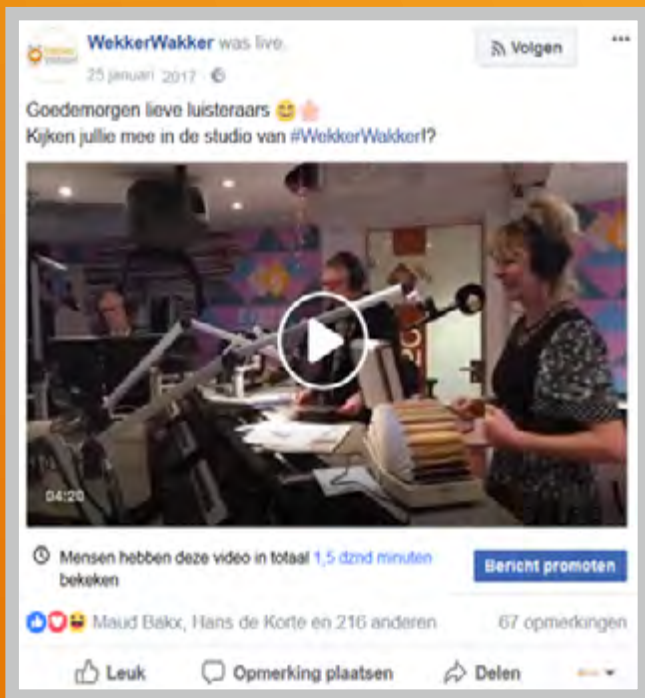 WekkerWakker was live.
Volgen
25 januari 2017
Goedemorgen lieve luisteraars
Kijken jullie mee in de studio van #WekkerWakker!?
04:20
Mensen hebben deze video in totaal 1,5 dznd minuten
bekeken
Bericht promoten
Maud Bakx, Hans de Korte en 216 anderen
67 opmerkingen
Leuk
Opmerking plaatsen
Delen